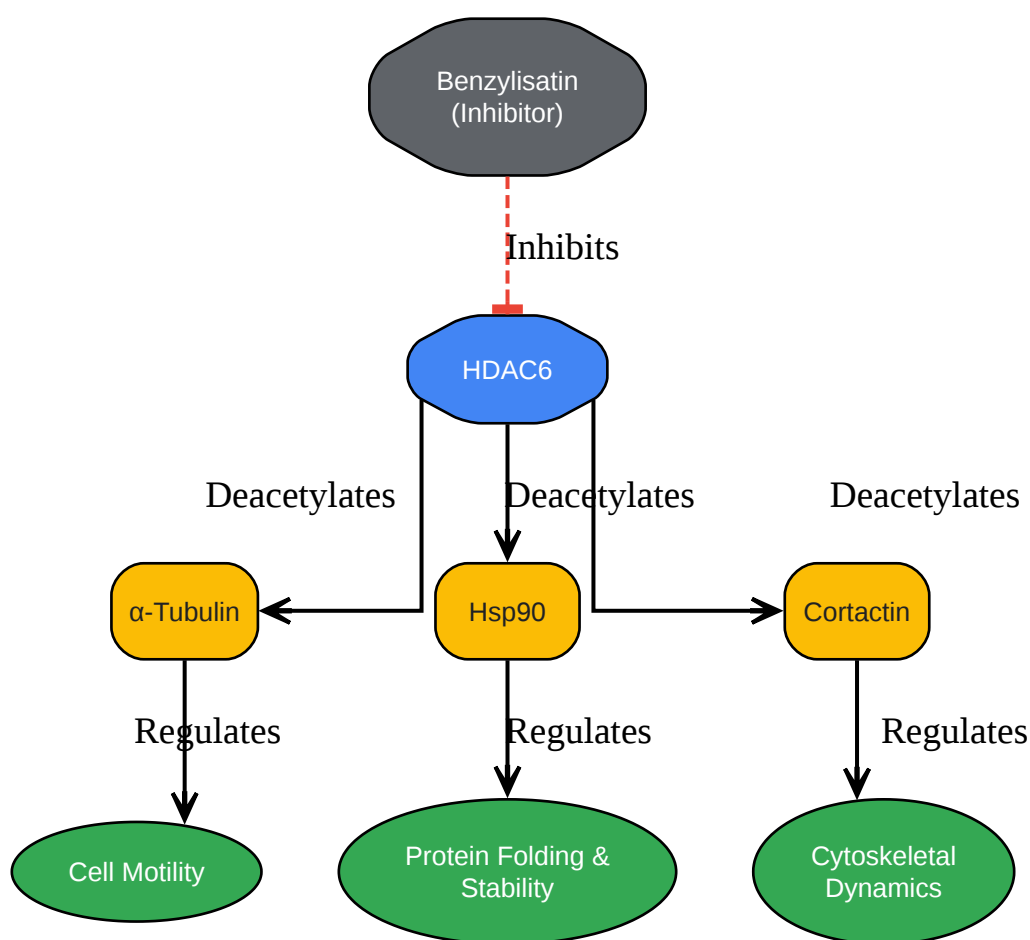 Benzylisatin
(Inhibitor)
Inhibits
HDAC6
Deacetylates
Deacetylates
Deacetylates
α-Tubulin
Hsp90
Cortactin
Regulates
Regulates
Regulates
Cell Motility
Protein Folding &
Stability
Cytoskeletal
Dynamics